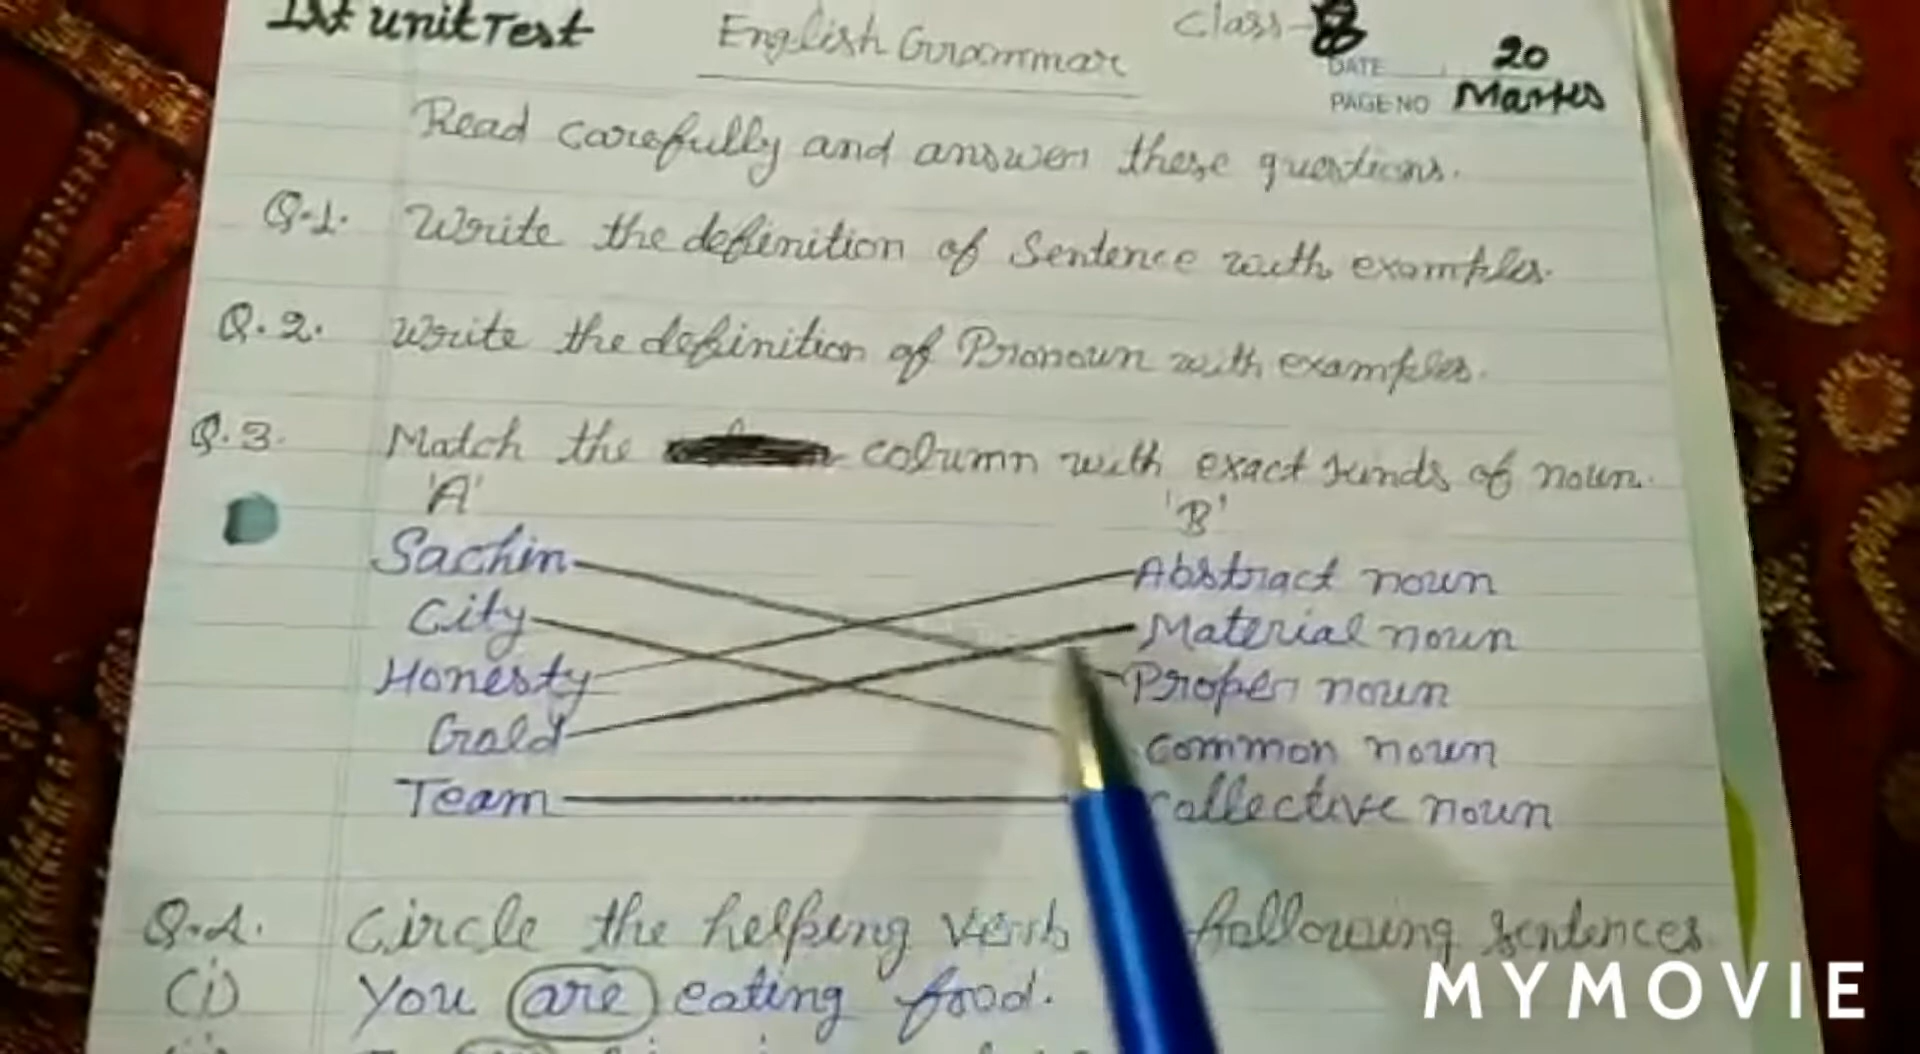 Ist unit Test English Grammar Class-8
DATE 20
PAGE NO Marks
Read carefully and answer these questions.
Q.1. Write the definition of Sentence with examples.
Q.2. Write the definition of Pronoun with examples.
Q.3. Match the column with exact kinds of noun.
'A' 'B'
Sachin Abstract noun
City Material noun
Honesty Proper noun
Gold Common noun
Team Collective noun
Q.4. Circle the helping verb following sentences
(i) You are eating food.
MYMOVIE